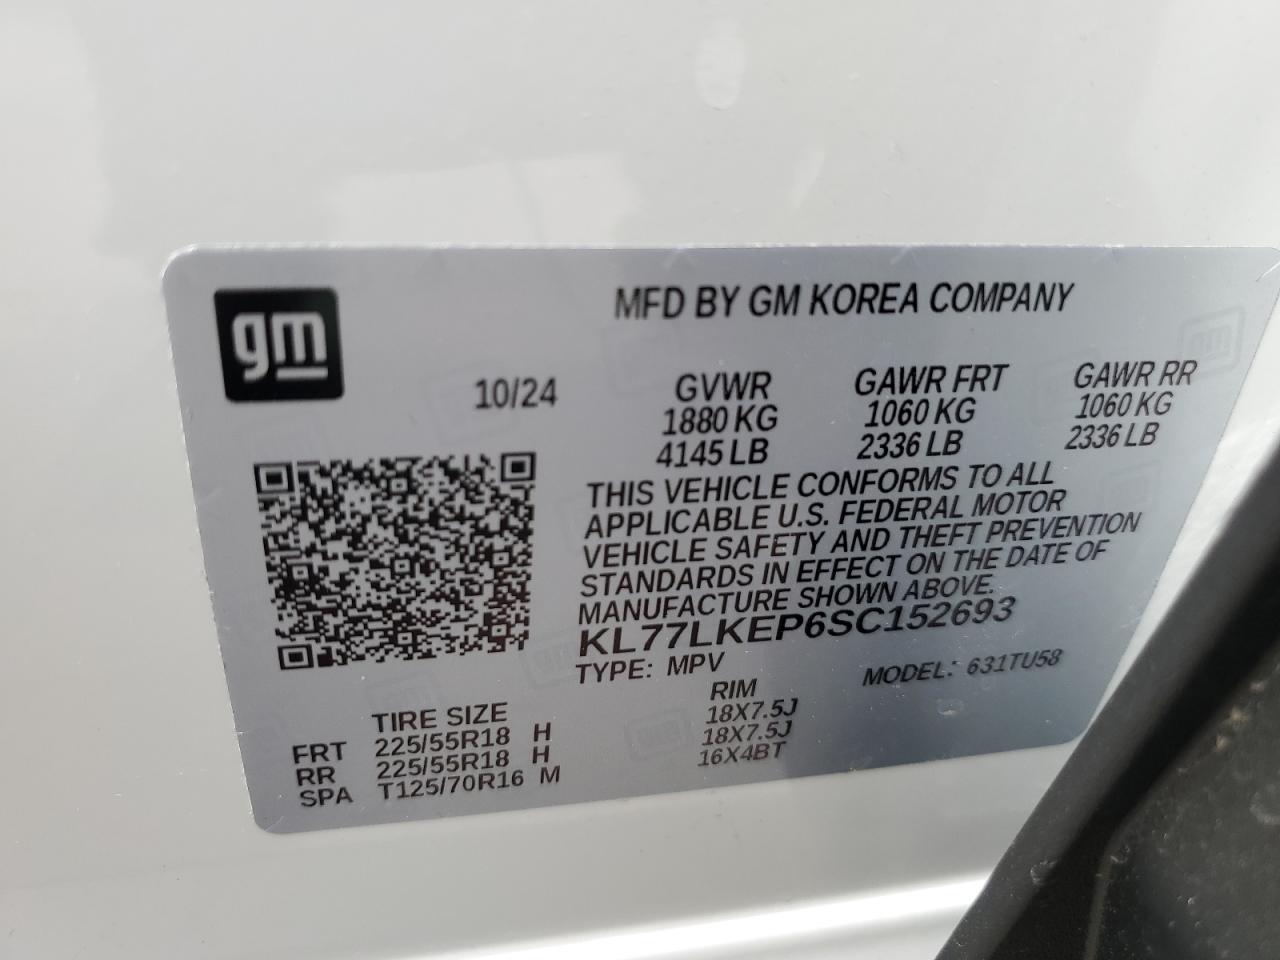 gm
MFD BY GM KOREA COMPANY
10/24
GVWR GAWR FRT GAWR RR
1880 KG 1060 KG 1060 KG
4145 LB 2336 LB 2336 LB
THIS VEHICLE CONFORMS TO ALL
APPLICABLE U.S. FEDERAL MOTOR
VEHICLE SAFETY AND THEFT PREVENTION
STANDARDS IN EFFECT ON THE DATE OF
MANUFACTURE SHOWN ABOVE.
KL77LKEP6SC152693
TYPE: MPV MODEL: 631TU58
TIRE SIZE RIM
FRT 225/55R18 H 18X7.5J
RR 225/55R18 H 18X7.5J
SPA T125/70R16 M 16X4BT